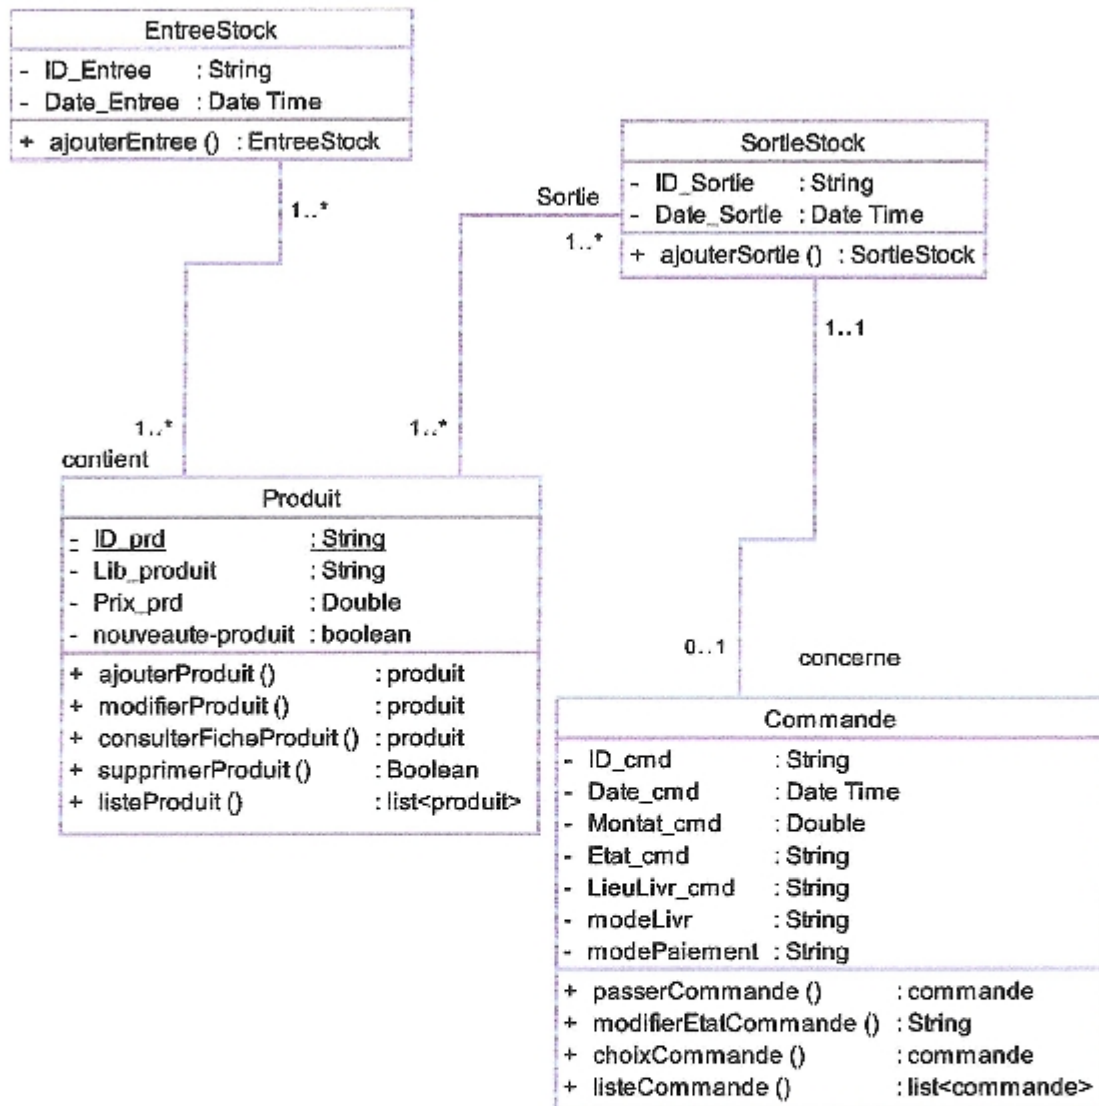 EntreeStock
- ID_Entree : String
- Date_Entree : Date Time
+ ajouterEntree () : EntreeStock
1..*
SortieStock
- ID_Sortie : String
- Date_Sortie : Date Time
+ ajouterSortie () : SortieStock
Sortie
1..*
1..1
1..*
contient
1..*
Produit
- ID_prd : String
- Lib_produit : String
- Prix_prd : Double
- nouveaute-produit : boolean
+ ajouterProduit () : produit
+ modifierProduit () : produit
+ consulterFicheProduit () : produit
+ supprimerProduit () : Boolean
+ listeProduit () : list<produit>
0..1
concerne
Commande
- ID_cmd : String
- Date_cmd : Date Time
- Montat_cmd : Double
- Etat_cmd : String
- LieuLivr_cmd : String
- modeLivr : String
- modePaiement : String
+ passerCommande () : commande
+ modifierEtatCommande () : String
+ choixCommande () : commande
+ listeCommande () : list<commande>